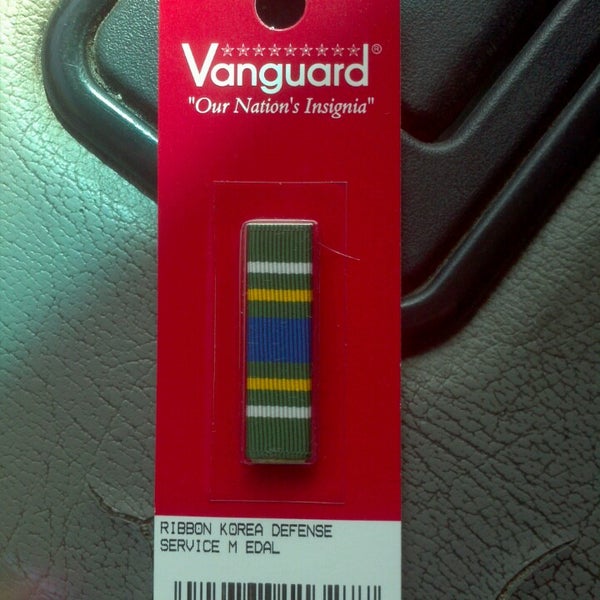 Vanguard®
"Our Nation's Insignia"
RIBBON KOREA DEFENSE
SERVICE M EDAL